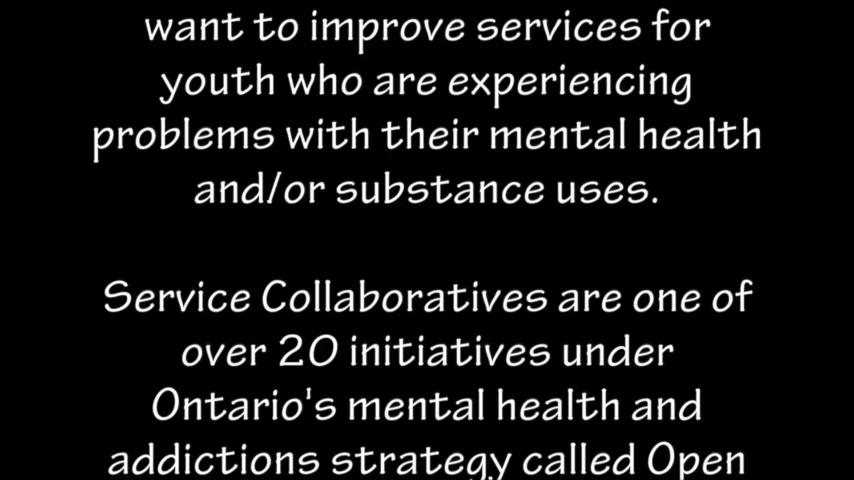 want to improve services for
youth who are experiencing
problems with their mental health
and/or substance uses.
Service Collaboratives are one of
over 20 initiatives under
Ontario's mental health and
addictions strategy called Open